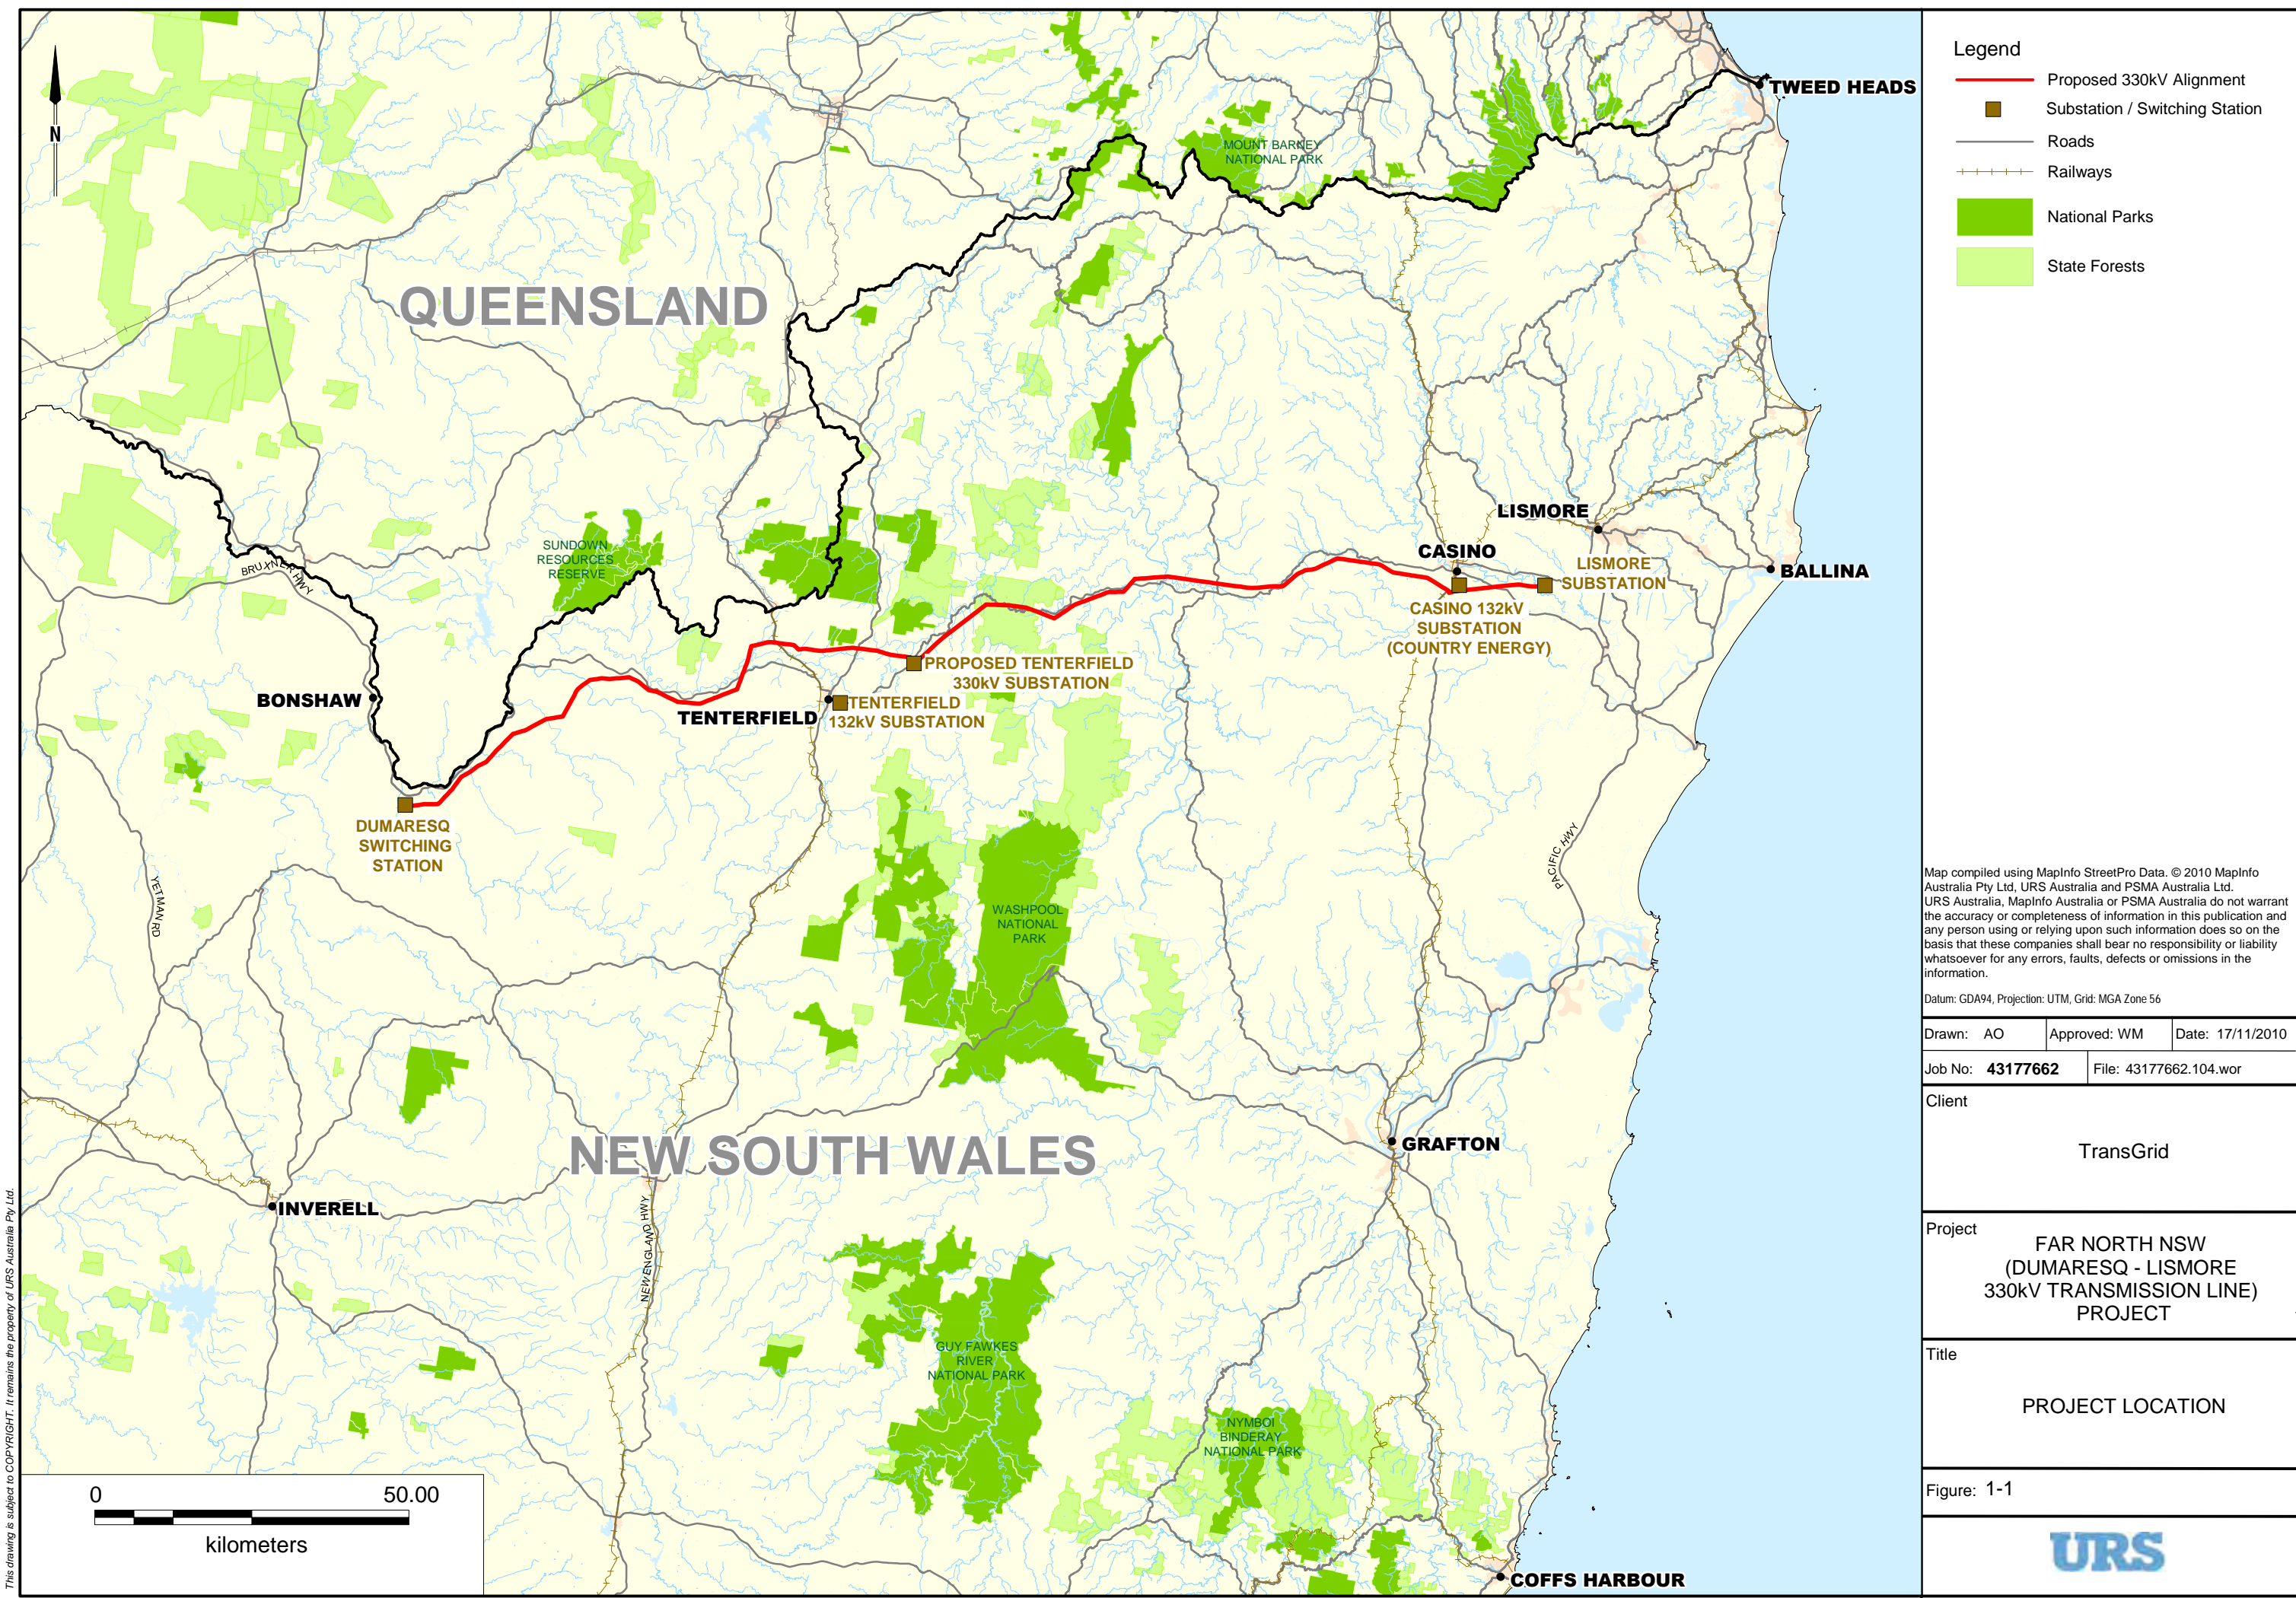 TWEED HEADS
MOUNT BARNEY
NATIONAL PARK
N
QUEENSLAND
SUNDOWN
RESOURCES
RESERVE
BRUXNER HWY
LISMORE
CASINO
LISMORE
SUBSTATION
BALLINA
CASINO 132kV
SUBSTATION
(COUNTRY ENERGY)
PROPOSED TENTERFIELD
330kV SUBSTATION
BONSHAW
TENTERFIELD
TENTERFIELD
132kV SUBSTATION
DUMARESQ
SWITCHING
STATION
YETMAN RD
PACIFIC HWY
WASHPOOL
NATIONAL
PARK
NEW SOUTH WALES
GRAFTON
INVERELL
NEW ENGLAND HWY
GUY FAWKES
RIVER
NATIONAL PARK
NYMBOI
BINDERAY
NATIONAL PARK
COFFS HARBOUR
0 50.00
kilometers
This drawing is subject to COPYRIGHT. It remains the property of URS Australia Pty Ltd.
Legend
Proposed 330kV Alignment
Substation / Switching Station
Roads
Railways
National Parks
State Forests
Map compiled using MapInfo StreetPro Data. © 2010 MapInfo
Australia Pty Ltd, URS Australia and PSMA Australia Ltd.
URS Australia, MapInfo Australia or PSMA Australia do not warrant
the accuracy or completeness of information in this publication and
any person using or relying upon such information does so on the
basis that these companies shall bear no responsibility or liability
whatsoever for any errors, faults, defects or omissions in the
information.
Datum: GDA94, Projection: UTM, Grid: MGA Zone 56
Drawn: AO Approved: WM Date: 17/11/2010
Job No: 43177662 File: 43177662.104.wor
Client
TransGrid
Project
FAR NORTH NSW
(DUMARESQ - LISMORE
330kV TRANSMISSION LINE)
PROJECT
Title
PROJECT LOCATION
Figure: 1-1
URS